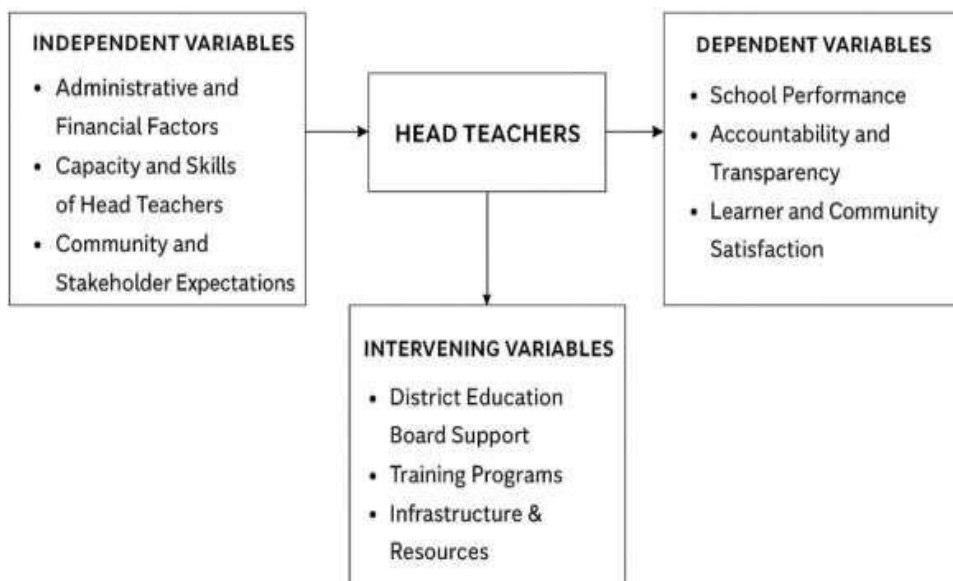 INDEPENDENT VARIABLES
• Administrative and
Financial Factors
• Capacity and Skills
of Head Teachers
• Community and
Stakeholder Expectations
HEAD TEACHERS
DEPENDENT VARIABLES
• School Performance
• Accountability and
Transparency
• Learner and Community
Satisfaction
INTERVENING VARIABLES
• District Education
Board Support
• Training Programs
• Infrastructure &
Resources